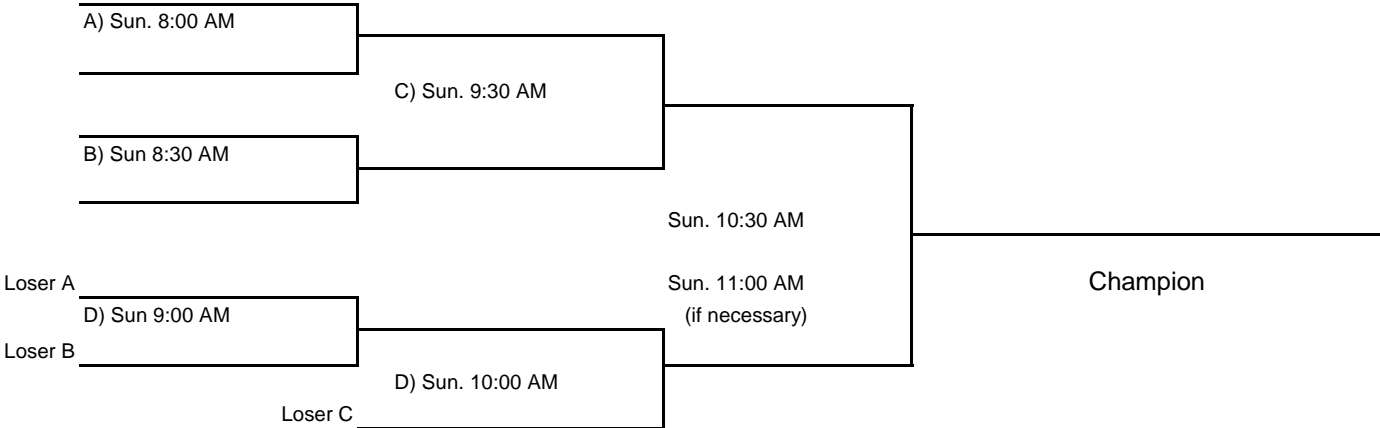 A) Sun. 8:00 AM
C) Sun. 9:30 AM
B) Sun 8:30 AM
Sun. 10:30 AM
Loser A
Sun. 11:00 AM
Champion
D) Sun 9:00 AM
(if necessary)
Loser B
D) Sun. 10:00 AM
Loser C